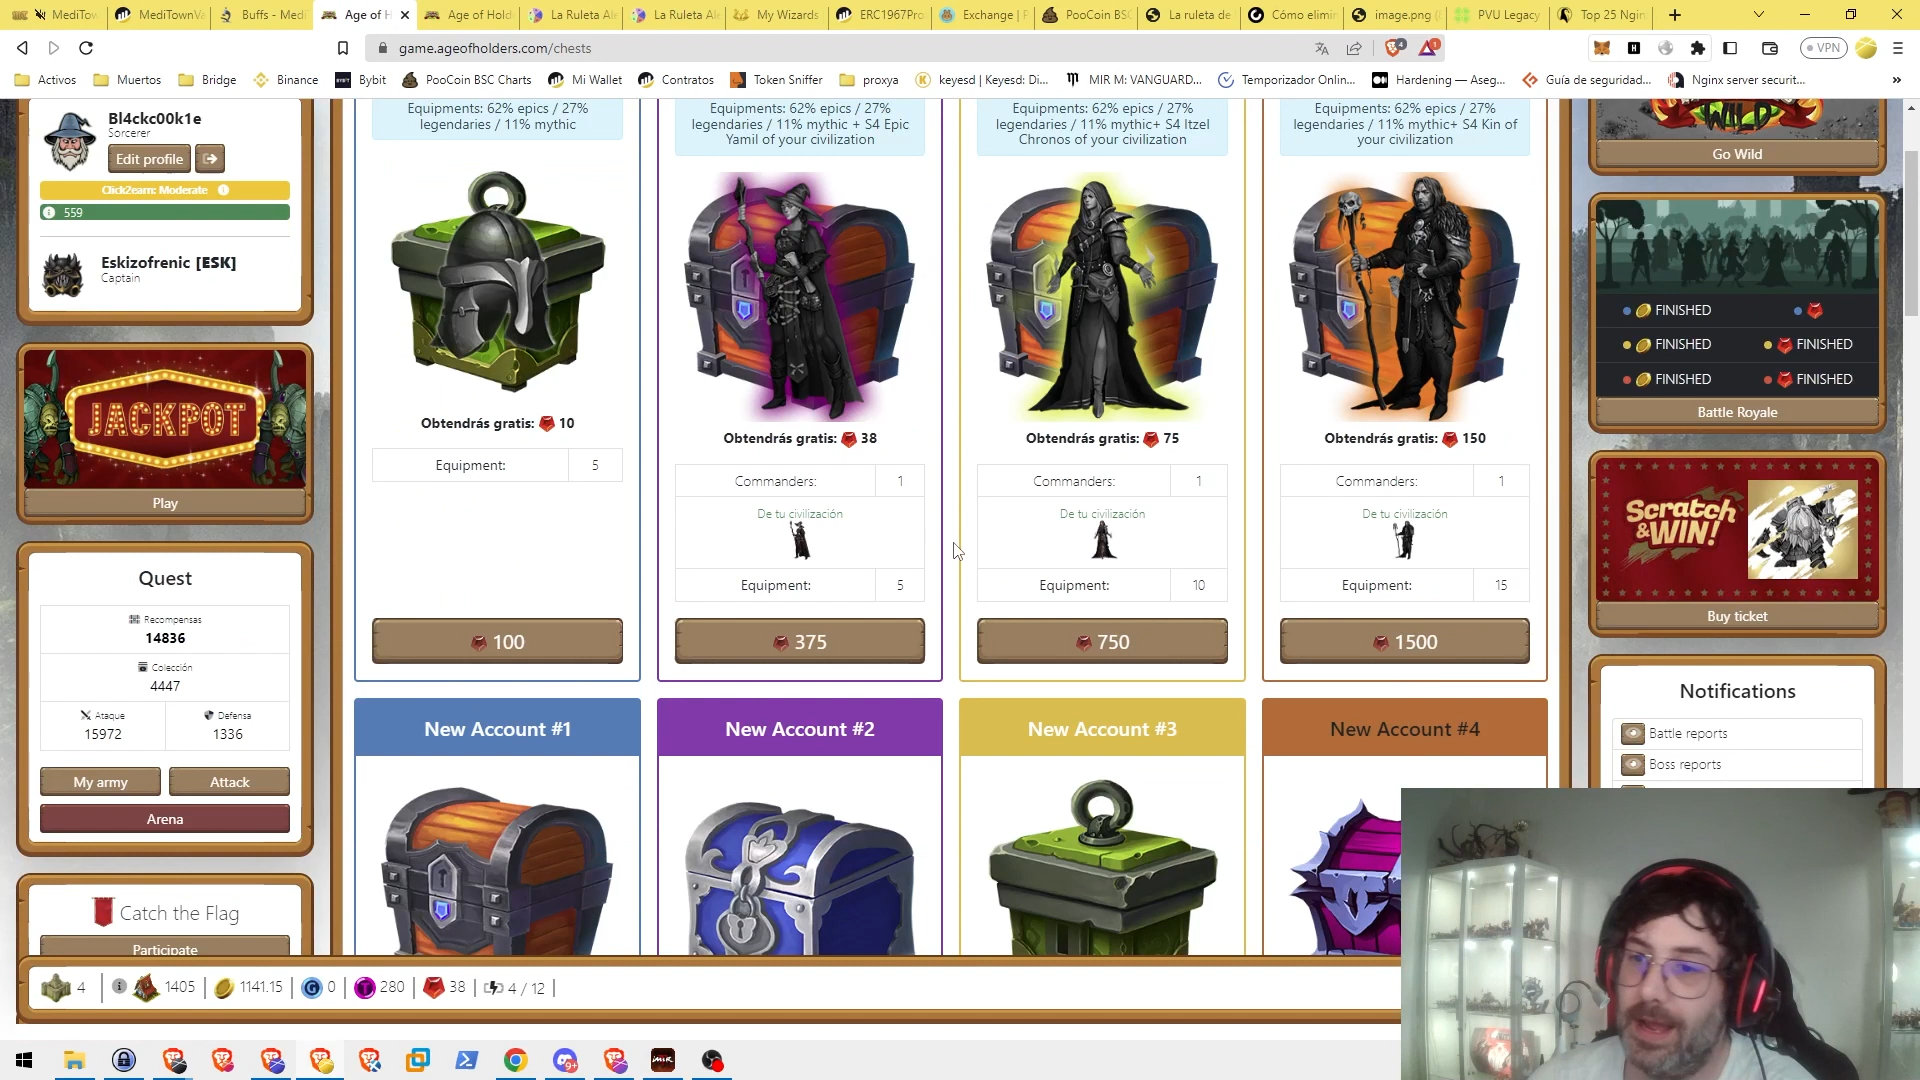 MediTow
MediTownVa
Buffs - Medi
Age of H
Age of Hold
La Ruleta Ale
La Ruleta Ale
My Wizards
ERC1967Pro
Exchange | P
PooCoin BSC
La ruleta de
Cómo elimi
image.png (
PVU Legacy
Top 25 Ngin
game.ageofholders.com/chests
4
1
VPN
Activos
Muertos
Bridge
Binance
Bybit
PooCoin BSC Charts
Mi Wallet
Contratos
Token Sniffer
proxya
keyesd | Keyesd: Di...
MIR M: VANGUARD...
Temporizador Onlin...
Hardening — Aseg...
Guía de seguridad...
Nginx server securit...
Bl4ckc00k1e
Sorcerer
Edit profile
Click2earn: Moderate
559
Eskizofrenic [ESK]
Captain
JACKPOT
Play
Quest
Recompensas
14836
Colección
4447
Ataque
15972
Defensa
1336
My army
Attack
Arena
Catch the Flag
Participate
Equipments: 62% epics / 27%
legendaries / 11% mythic
Obtendrás gratis: 10
Equipment: 5
100
Equipments: 62% epics / 27%
legendaries / 11% mythic + S4 Epic
Yamil of your civilization
Obtendrás gratis: 38
Commanders: 1
De tu civilización
Equipment: 5
375
Equipments: 62% epics / 27%
legendaries / 11% mythic+ S4 Itzel
Chronos of your civilization
Obtendrás gratis: 75
Commanders: 1
De tu civilización
Equipment: 10
750
Equipments: 62% epics / 27%
legendaries / 11% mythic+ S4 Kin of
your civilization
Obtendrás gratis: 150
Commanders: 1
De tu civilización
Equipment: 15
1500
New Account #1
New Account #2
New Account #3
New Account #4
WILD
Go Wild
FINISHED
FINISHED
FINISHED
FINISHED
FINISHED
Battle Royale
Scratch
&WIN!
Buy ticket
Notifications
Battle reports
Boss reports
4
1405
1141.15
0
280
38
4 / 12
9+
MIR